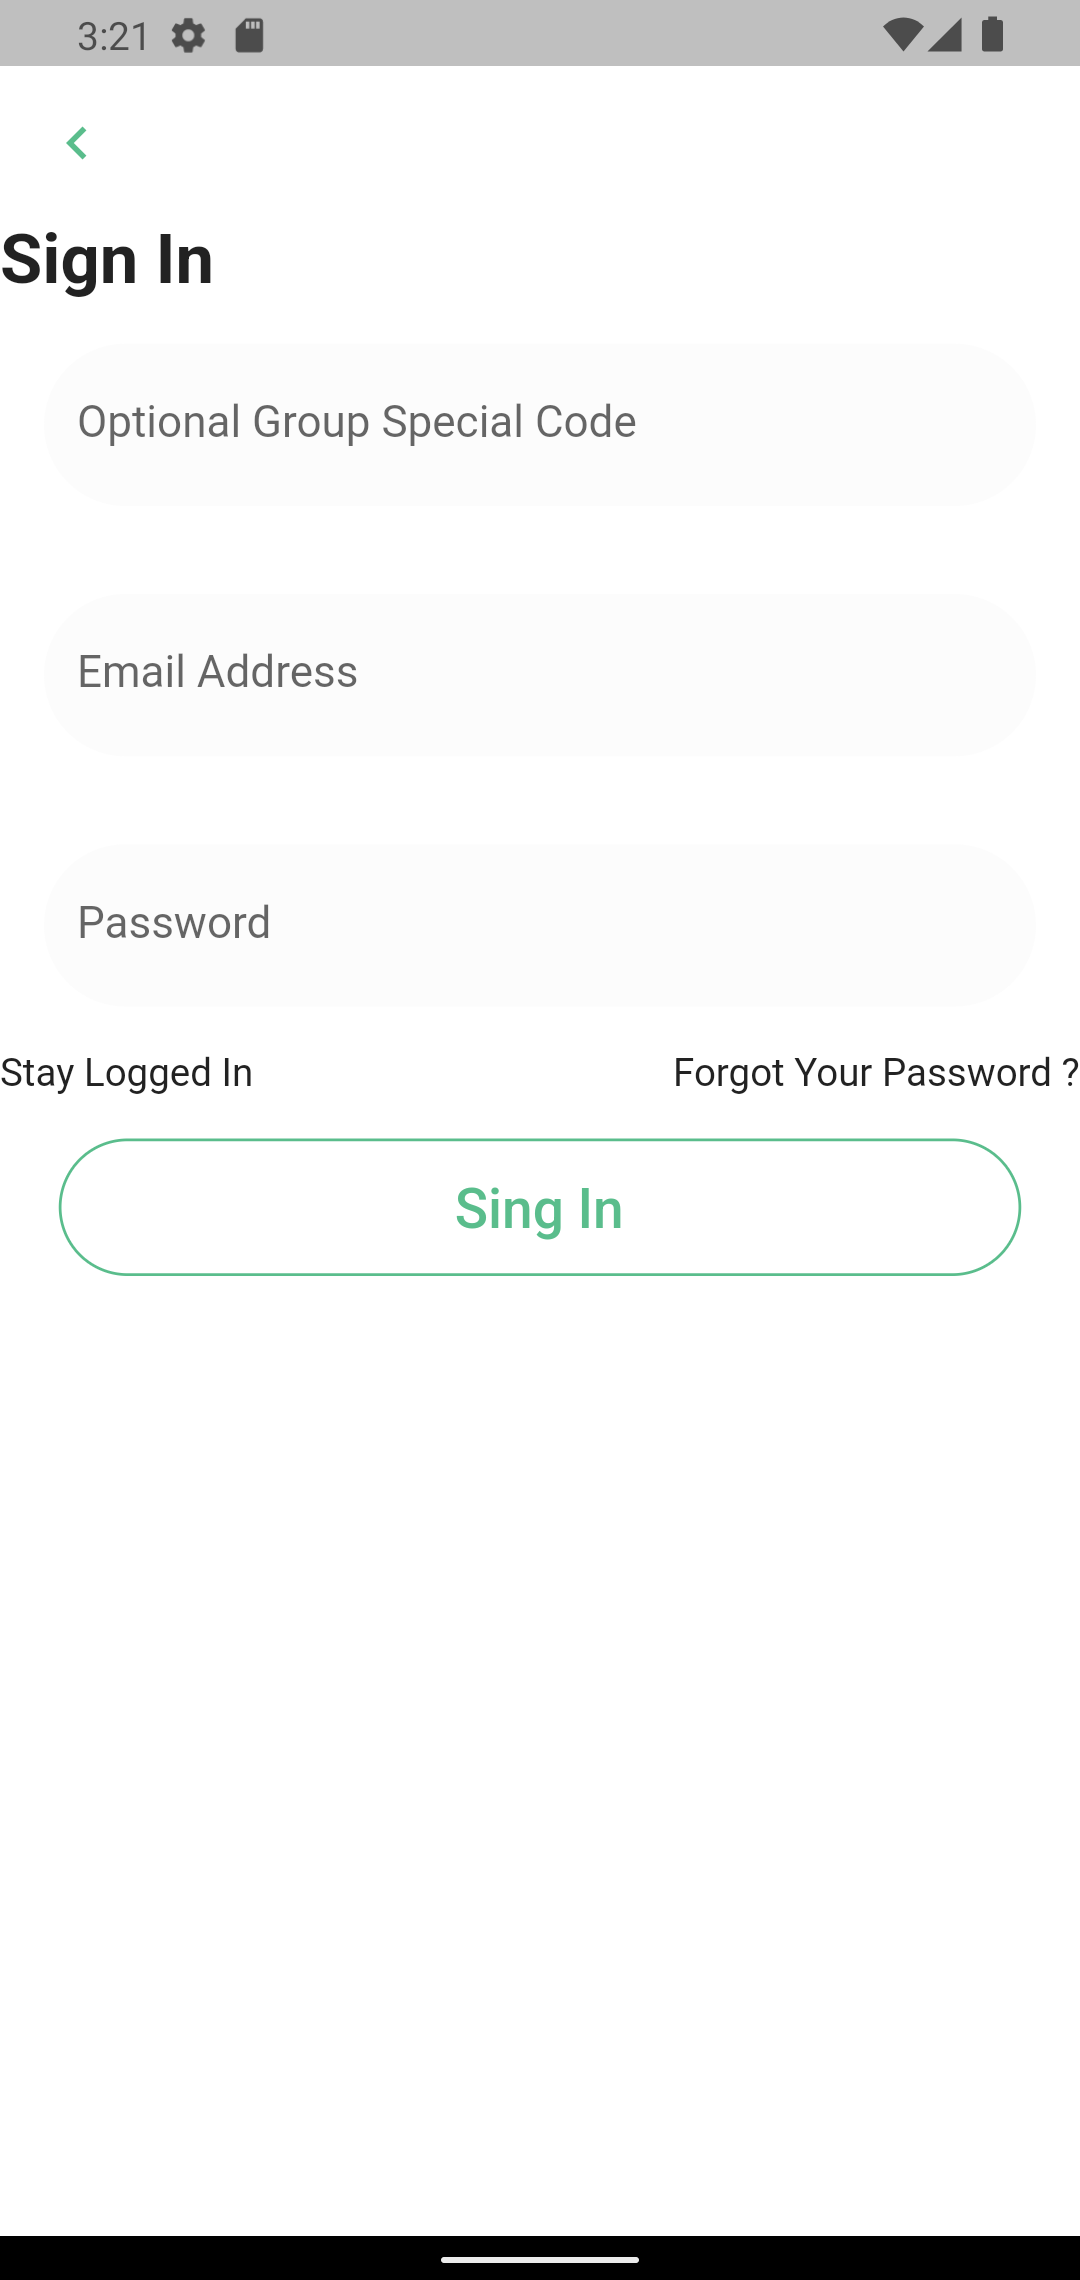 3:21
Sign In
Optional Group Special Code
Email Address
Password
Stay Logged In
Forgot Your Password ?
Sing In